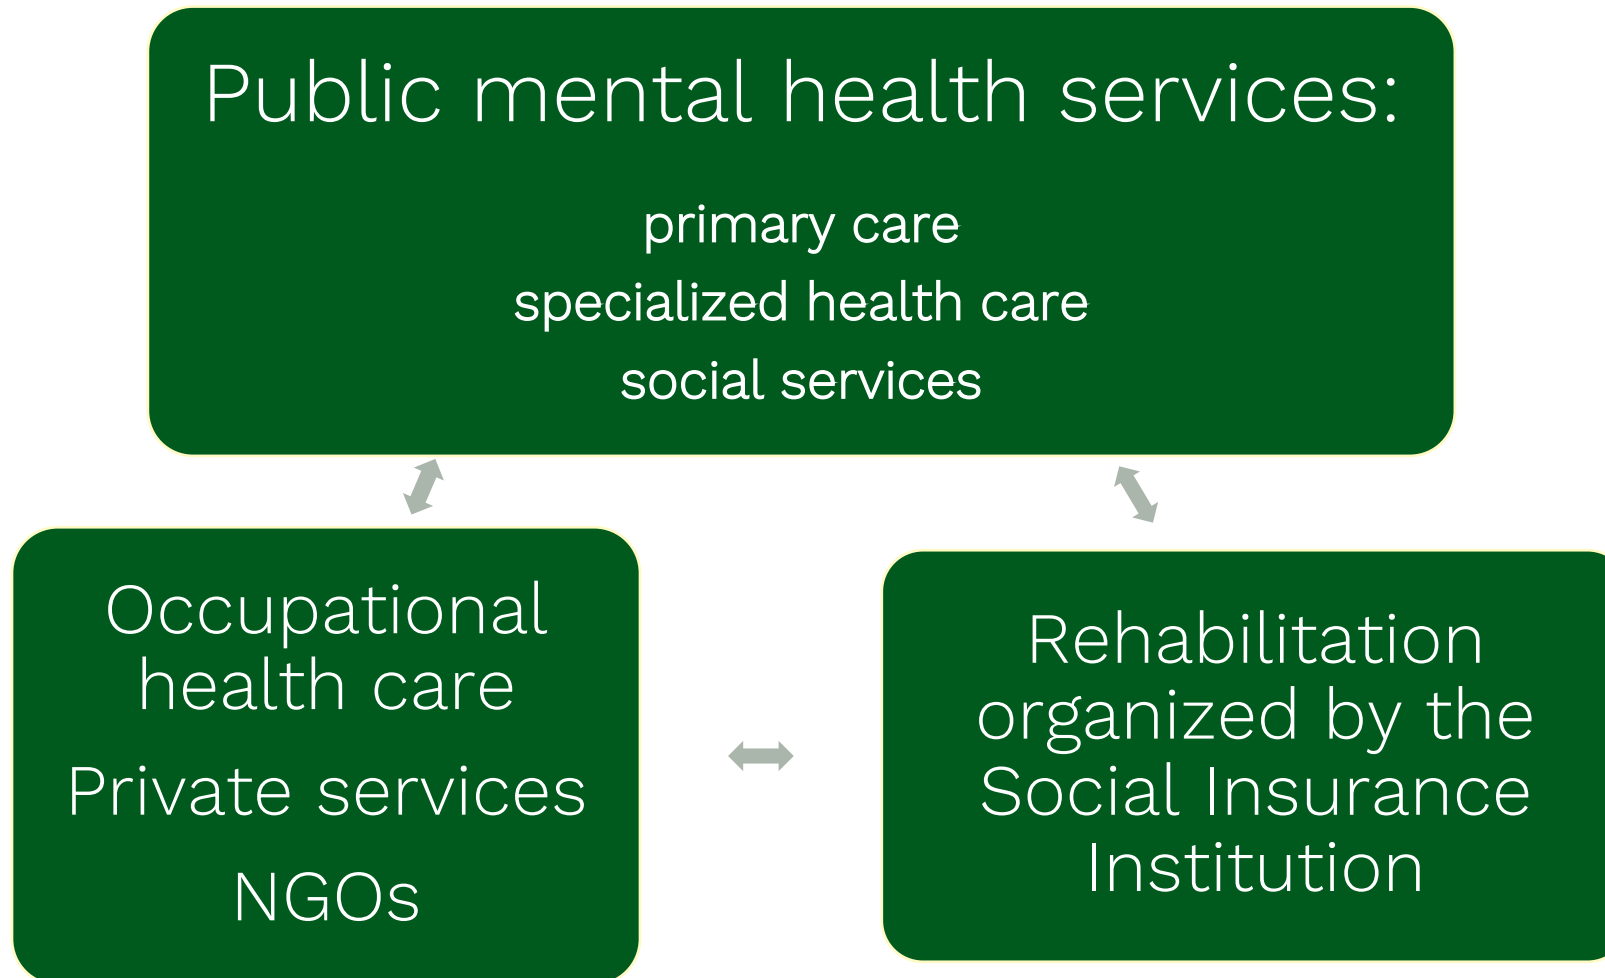 Public mental health services:
primary care
specialized health care
social services
Occupational
health care
Private services
NGOs
Rehabilitation
organized by the
Social Insurance
Institution